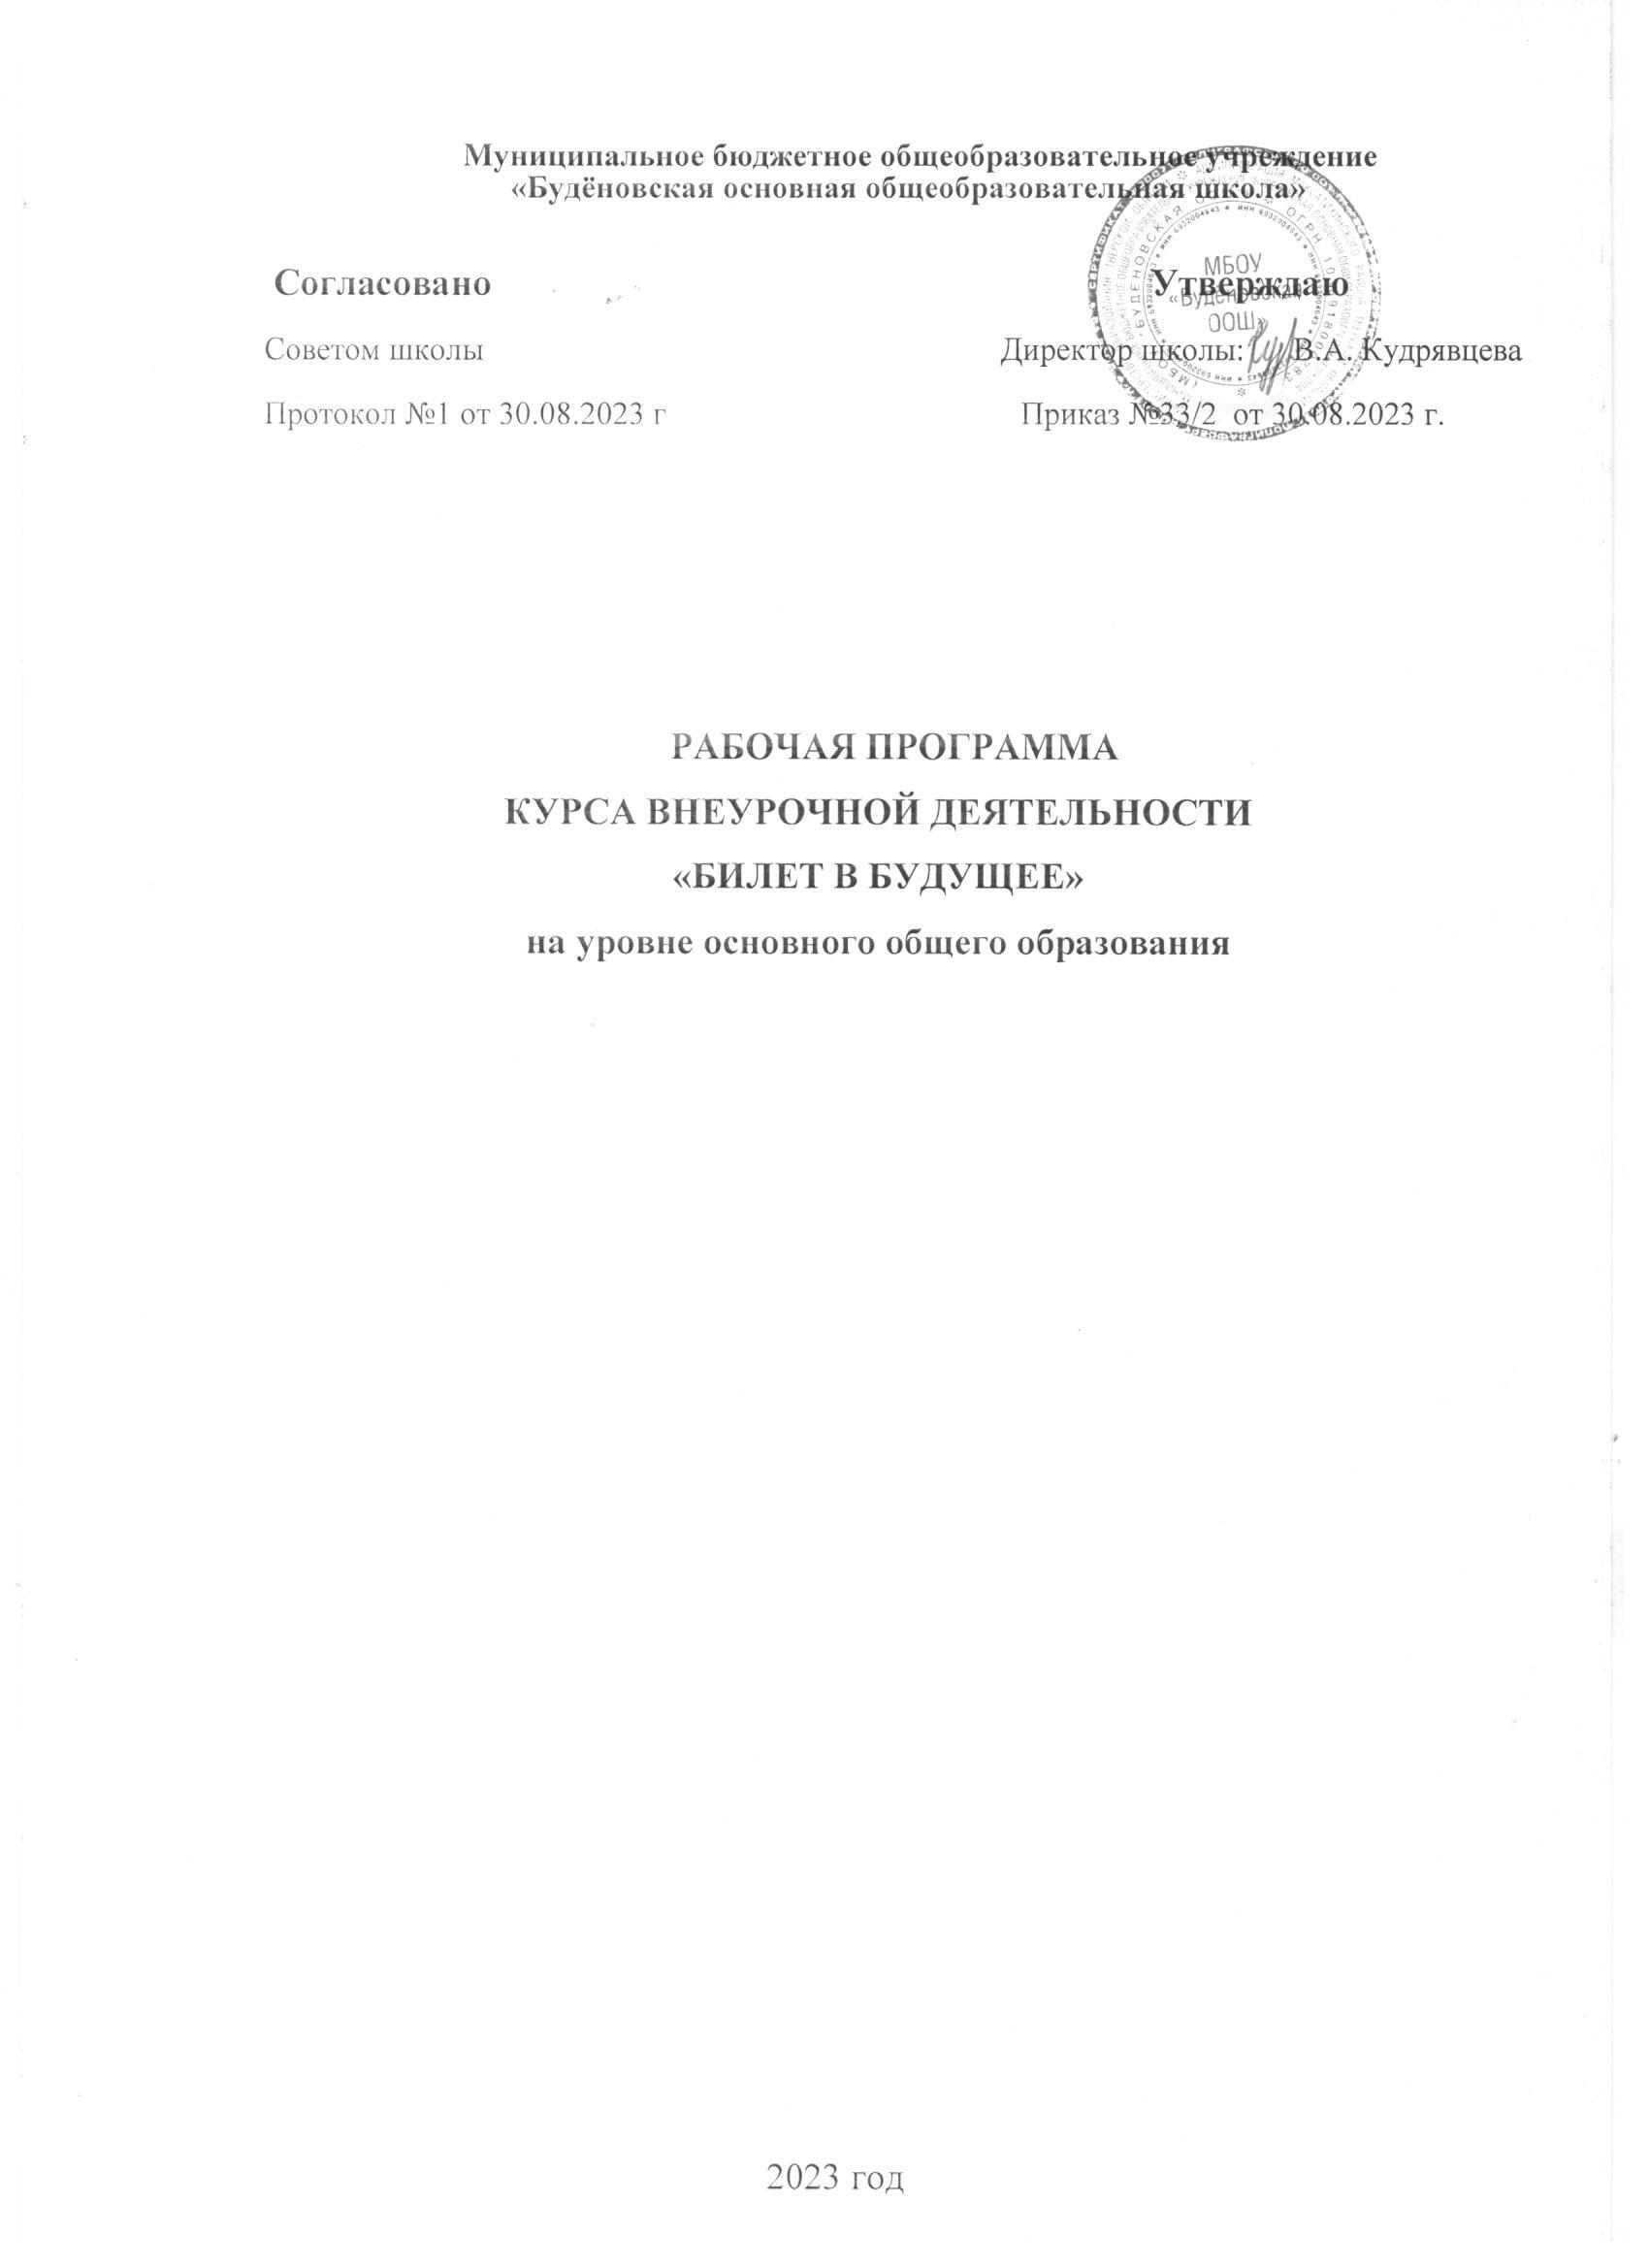 Муниципальное бюджетное общеобразовательное учреждение
«Будёновская основная общеобразовательная школа»
Согласовано
Утверждаю
МБОУ
«Будёновская
ООШ»
Советом школы
Директор школы: В.А. Кудрявцева
Протокол №1 от 30.08.2023 г
Приказ №33/2 от 30.08.2023 г.
РАБОЧАЯ ПРОГРАММА
КУРСА ВНЕУРОЧНОЙ ДЕЯТЕЛЬНОСТИ
«БИЛЕТ В БУДУЩЕЕ»
на уровне основного общего образования
2023 год